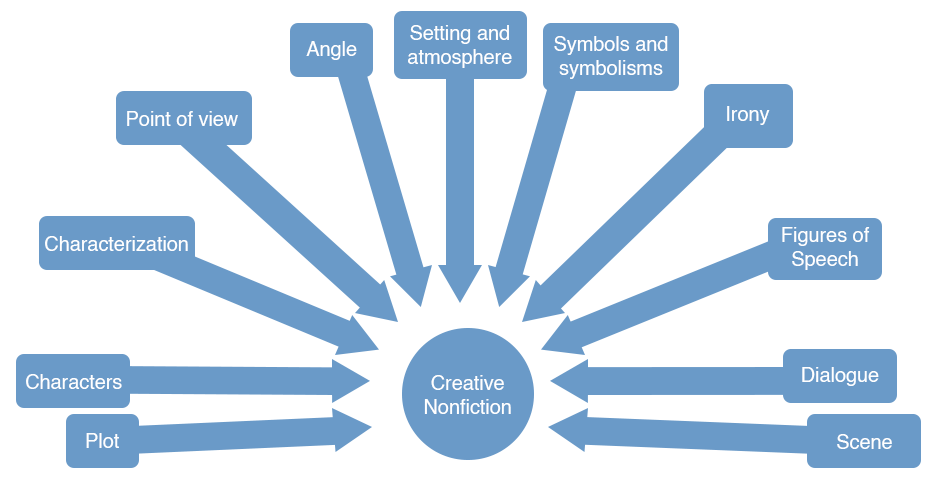 Setting and
atmosphere
Angle
Symbols and
symbolisms
Point of view
Irony
Characterization
Figures of
Speech
Characters
Creative
Nonfiction
Dialogue
Plot
Scene